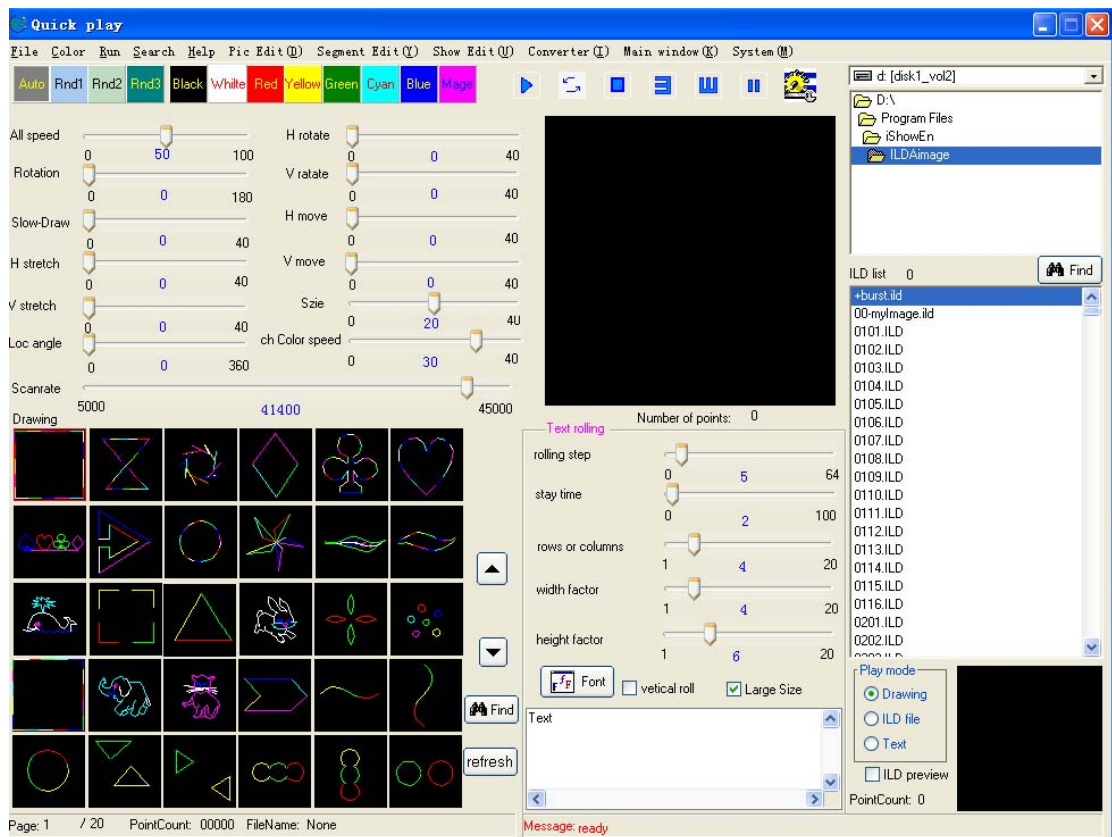 Quick play
File Color Run Search Help Pic Edit(D) Segment Edit(Y) Show Edit(U) Converter(I) Main window(K) System(M)
Auto Rnd1 Rnd2 Rnd3 Black White Red Yellow Green Cyan Blue Mage
All speed
0 50 100
Rotation
0 0 180
Slow-Draw
0 0 40
H stretch
0 0 40
V stretch
0 0 40
Loc angle
0 0 360
H rotate
0 0 40
V ratate
0 0 40
H move
0 0 40
V move
0 0 40
Szie
0 20 40
ch Color speed
0 30 40
Scanrate
5000 41400 45000
Drawing
Find
refresh
Page: 1 / 20 PointCount: 00000 FileName: None
Number of points: 0
Text rolling
rolling step
0 5 64
stay time
0 2 100
rows or columns
1 4 20
width factor
1 4 20
height factor
1 6 20
Font
vetical roll
Large Size
Text
Message: ready
d: [disk1_vol2]
D:\
Program Files
iShowEn
ILDAimage
ILD list 0
Find
+burst.ild
00-myImage.ild
0101.ILD
0102.ILD
0103.ILD
0104.ILD
0105.ILD
0106.ILD
0107.ILD
0108.ILD
0109.ILD
0110.ILD
0111.ILD
0112.ILD
0113.ILD
0114.ILD
0115.ILD
0116.ILD
0201.ILD
0202.ILD
Play mode
Drawing
ILD file
Text
ILD preview
PointCount: 0